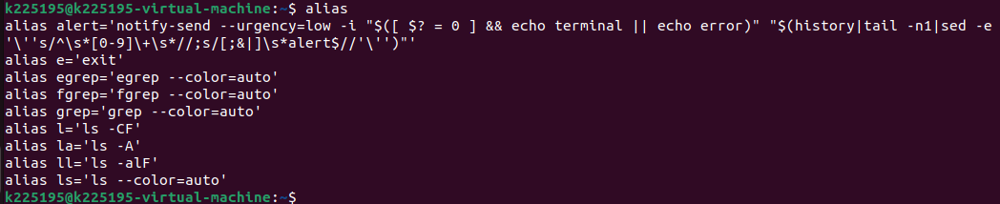 k225195@k225195-virtual-machine:~$ alias
alias alert='notify-send --urgency=low -i "$([ $? = 0 ] && echo terminal || echo error)" "$(history|tail -n1|sed -e
'\''s/^\s*[0-9]\+\s*//;s/[;&|]\s*alert$//'\'')"'
alias e='exit'
alias egrep='egrep --color=auto'
alias fgrep='fgrep --color=auto'
alias grep='grep --color=auto'
alias l='ls -CF'
alias la='ls -A'
alias ll='ls -alF'
alias ls='ls --color=auto'
k225195@k225195-virtual-machine:~$